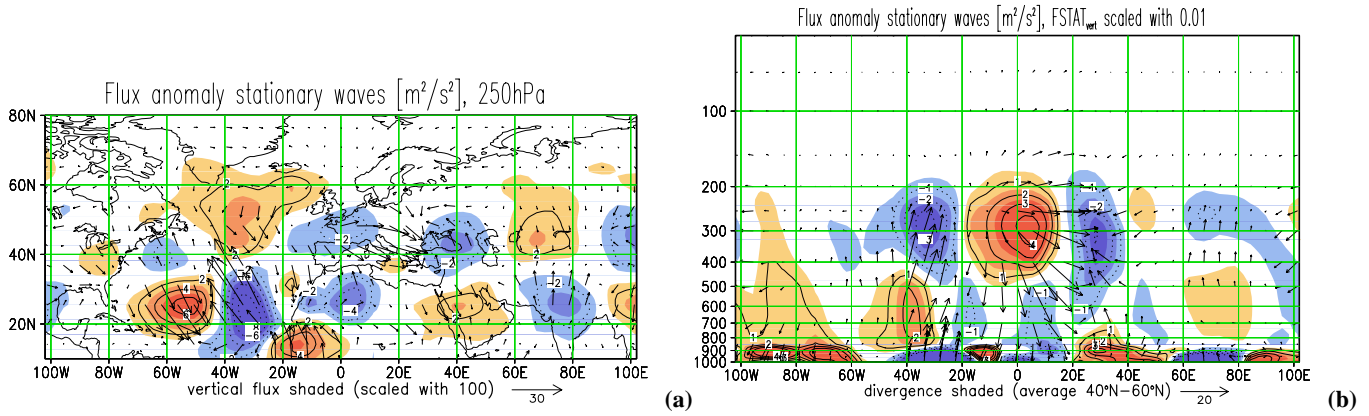 Flux anomaly stationary waves [m²/s²], 250hPa
80N
60N
40N
20N
100W 80W 60W 40W 20W 0 20E 40E 60E 80E 100E
vertical flux shaded (scaled with 100)
30
(a)
Flux anomaly stationary waves [m²/s²], FSTATvert scaled with 0.01
100
200
300
400
500
600
700
800
900
1000
100W 80W 60W 40W 20W 0 20E 40E 60E 80E 100E
divergence shaded (average 40°N−60°N)
20
(b)